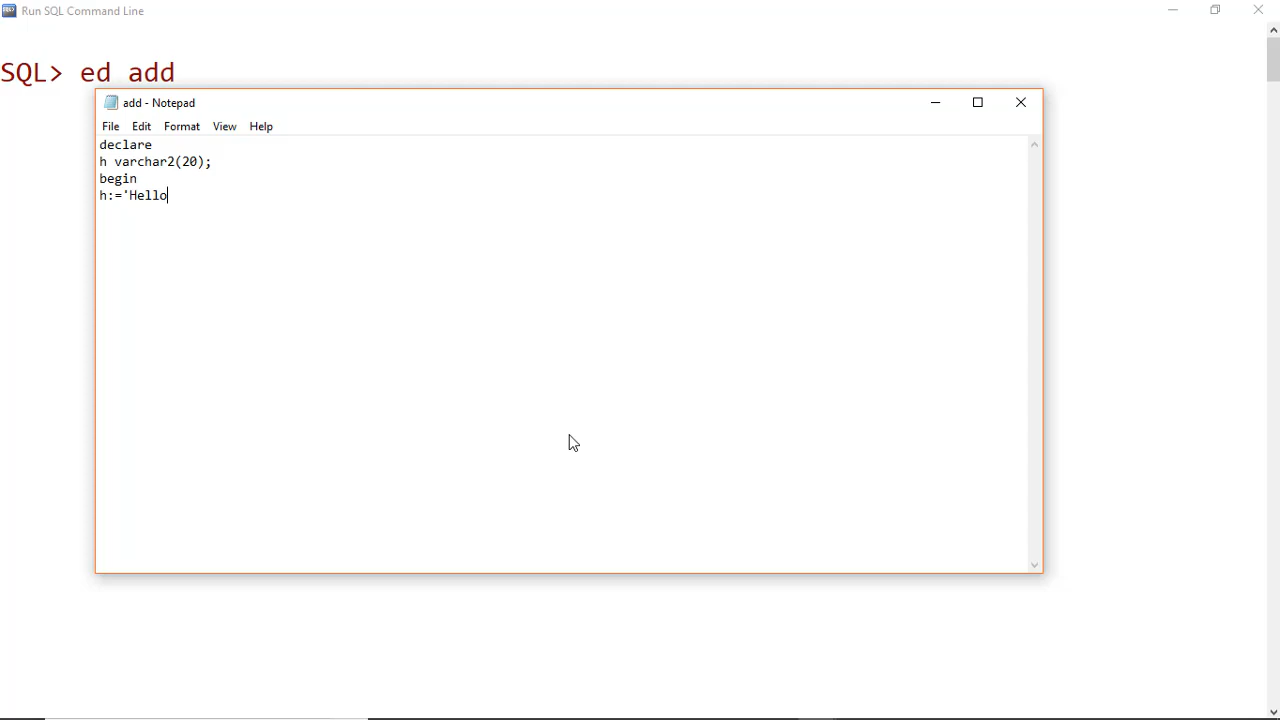 Run SQL Command Line
SQL> ed add
add - Notepad
File Edit Format View Help
declare
h varchar2(20);
begin
h:='Hello